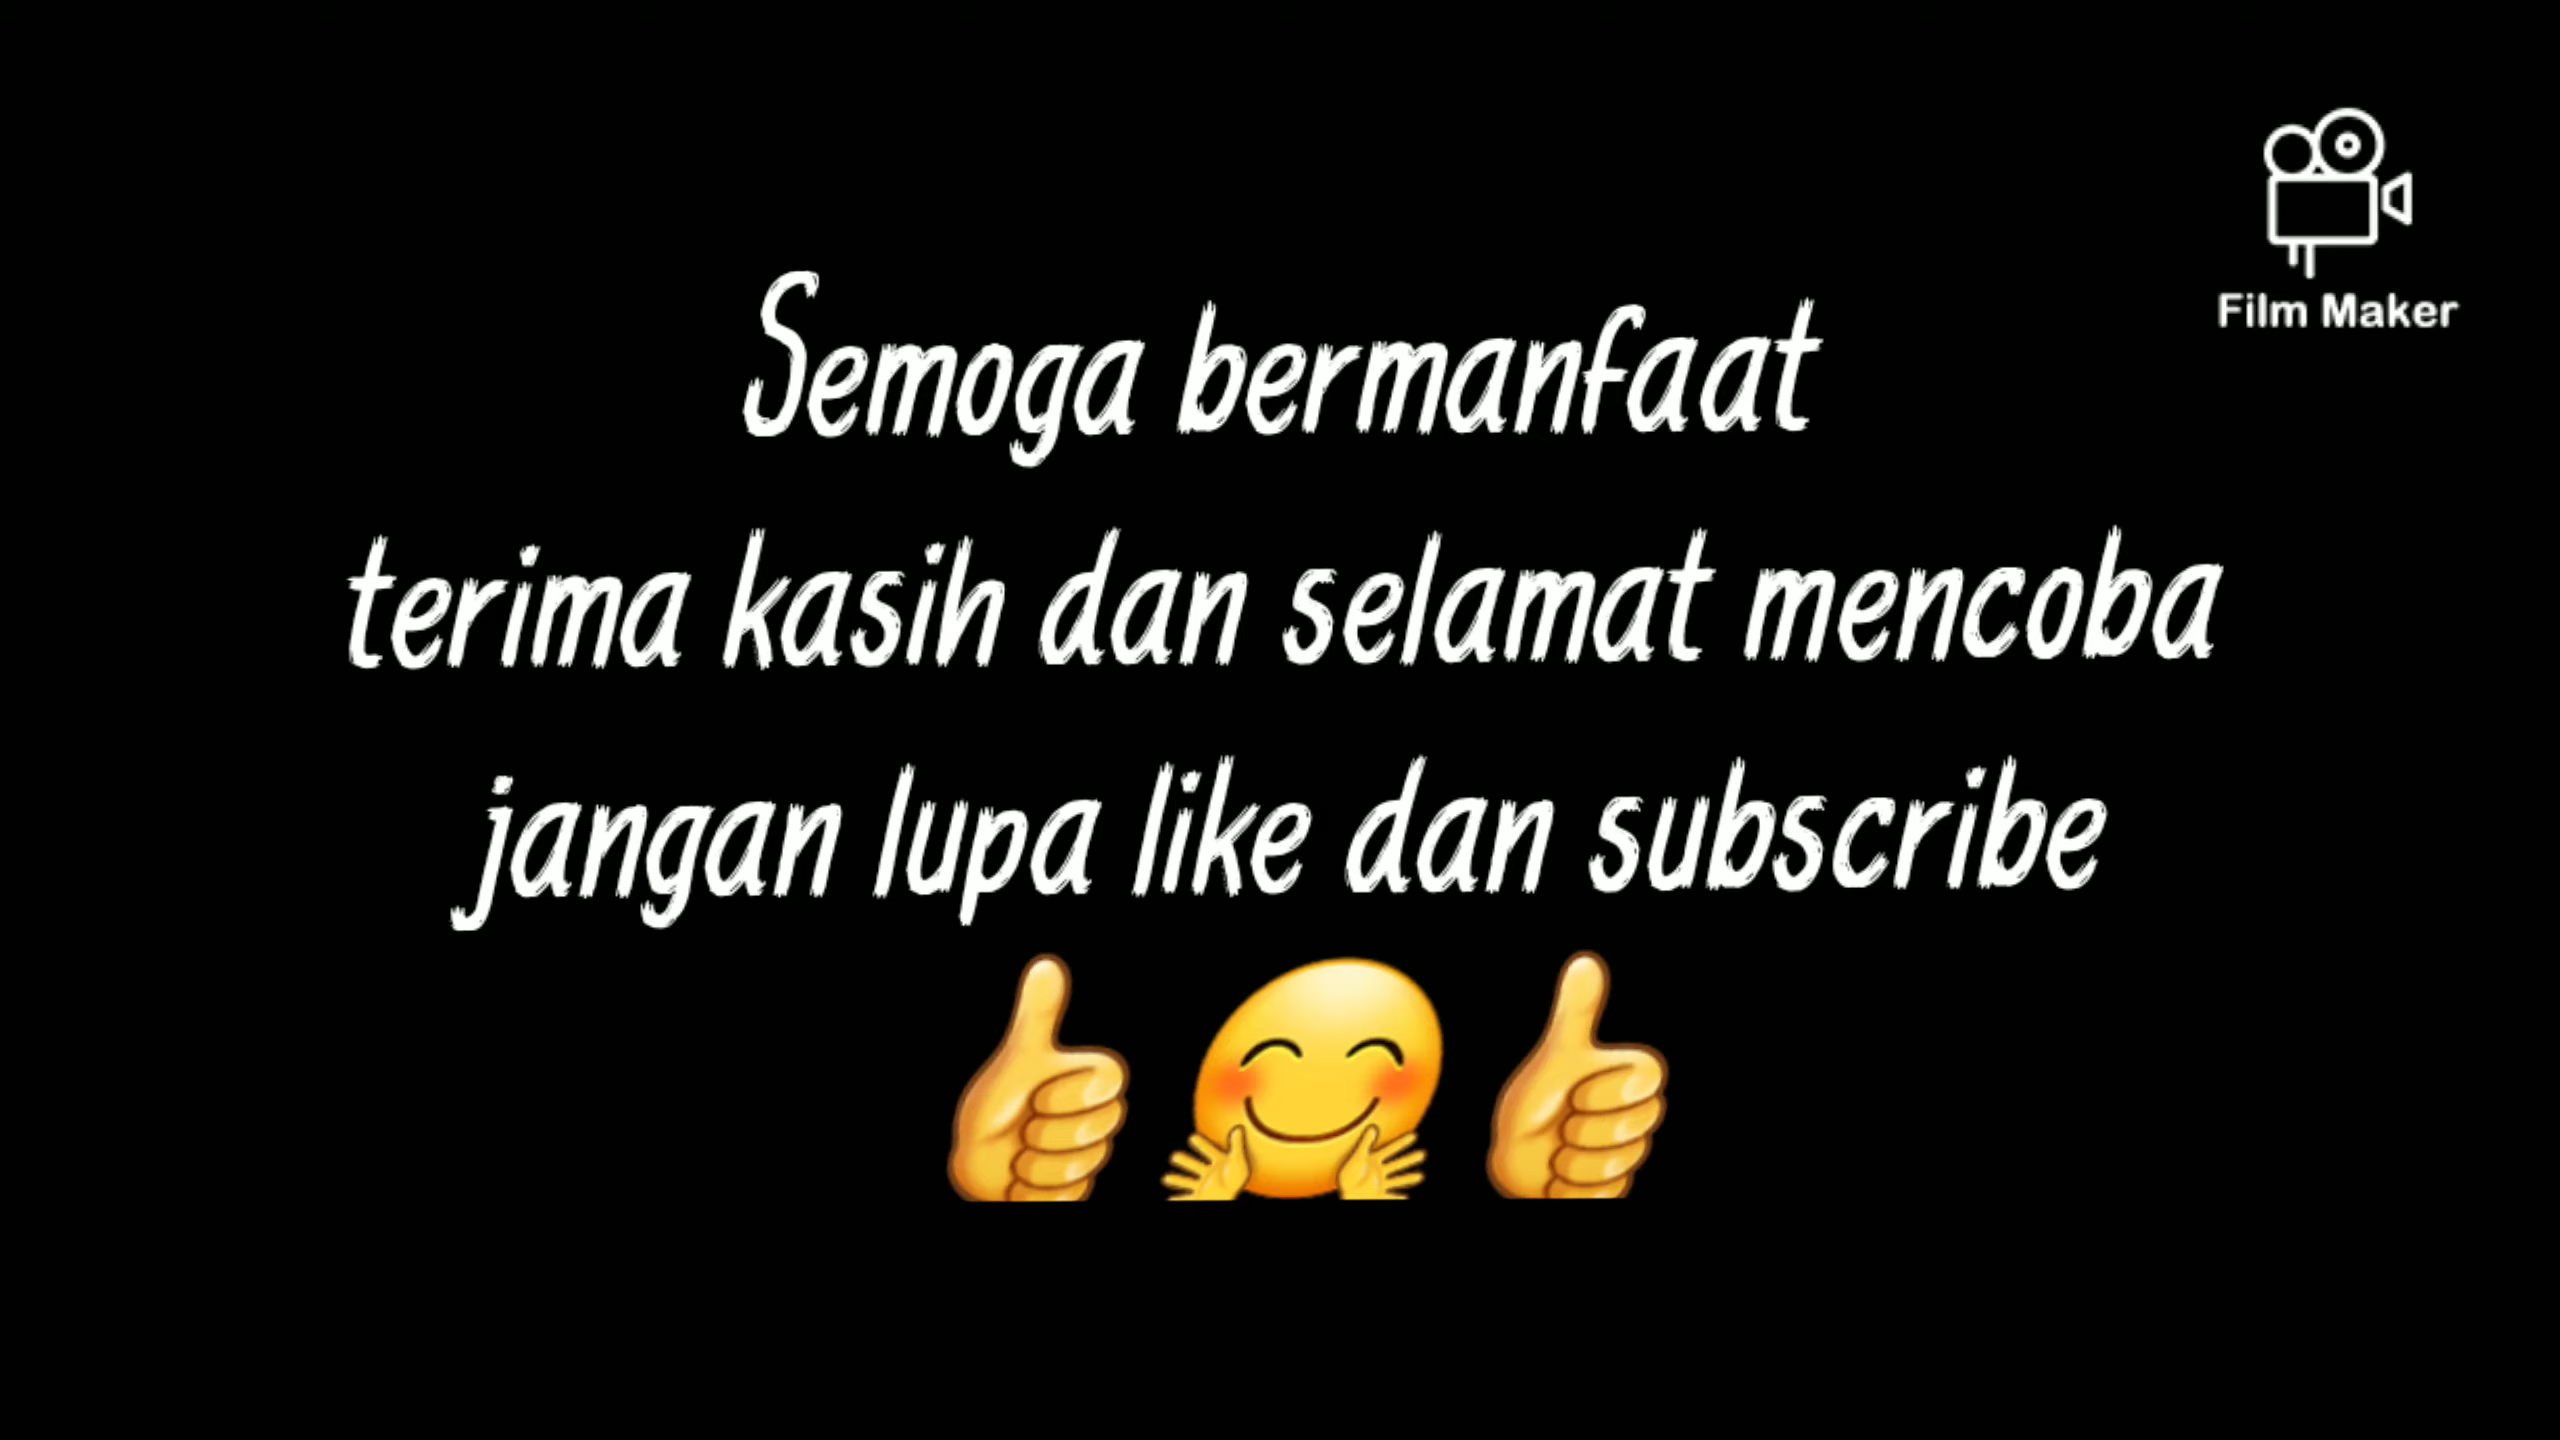 Film Maker
Semoga bermanfaat
terima kasih dan selamat mencoba
jangan lupa like dan subscribe
👍🤗👍